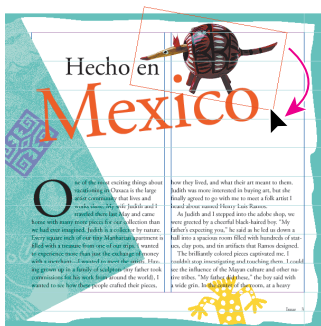 Hecho en
Mexico
One of the most exciting things about
vacationing in Oaxaca is the large
artist community that lives and
works there. My wife Judith and I
traveled there last May and came
home with many more pieces for our collection than
we had ever imagined. Judith is a collector by nature.
Every square inch of our tiny Manhattan apartment is
filled with a treasure from one of our trips. I wanted
to experience more than just the exchange of money
with a merchant—I wanted to meet the artists. Hav-
ing grown up in a family of sculptors (my father took
commissions for his work from around the world), I
wanted to see how these people crafted their pieces,
how they lived, and what their art meant to them.
Judith was more interested in buying art, but she
finally agreed to go with me to meet a folk artist I
heard about named Henry Luis Ramos.
As Judith and I stepped into the adobe shop, we
were greeted by a cheerful black-haired boy. "My
father's expecting you," he said as he led us down a
hall into a spacious room filled with hundreds of stat-
ues, clay pots, and tin artifacts that Ramos designed.
The brilliantly colored pieces captivated me. I
couldn't stop investigating and touching them. I could
see the influence of the Mayan culture and other na-
tive tribes. "My father did these," the boy said with
a wide grin. In the center of the room, at a heavy